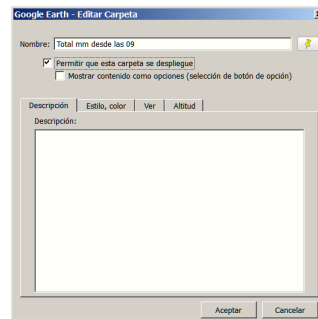 Google Earth - Editar Carpeta
Nombre: Total mm desde las 09
Permitir que esta carpeta se despliegue
Mostrar contenido como opciones (selección de botón de opción)
Descripción Estilo, color Ver Altitud
Descripción:
Aceptar Cancelar